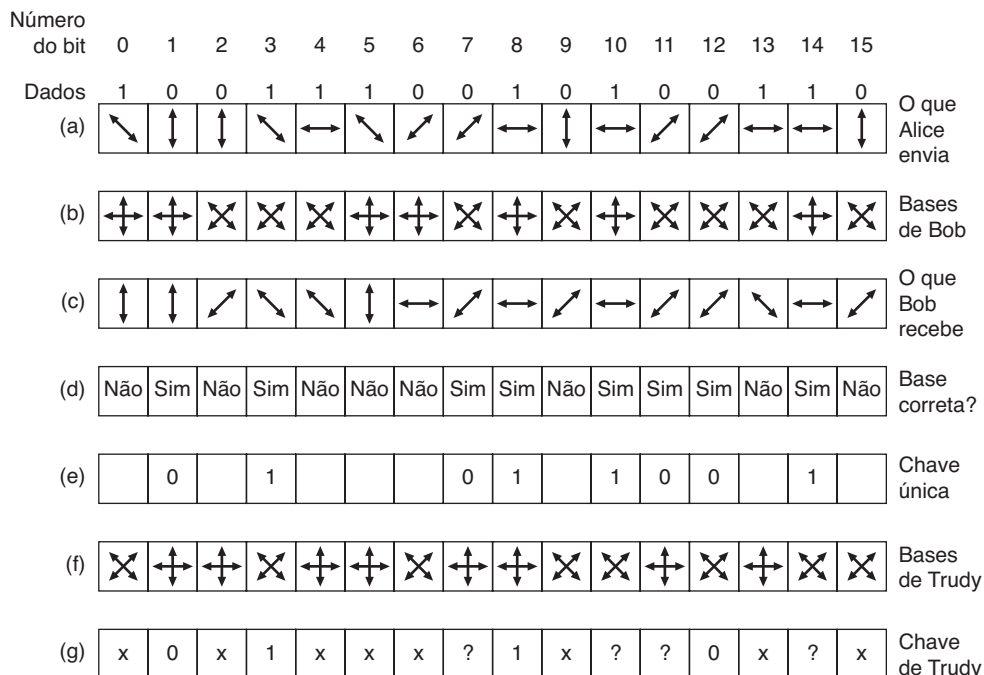 Número
do bit 0 1 2 3 4 5 6 7 8 9 10 11 12 13 14 15
Dados 1 0 0 1 1 1 0 0 1 0 1 0 0 1 1 0
(a) O que
Alice
envia
(b) Bases
de Bob
(c) O que
Bob
recebe
(d) Não Sim Não Sim Não Não Não Sim Sim Não Sim Sim Sim Não Sim Não Base
correta?
(e) 0 1 0 1 1 0 0 1 Chave
única
(f) Bases
de Trudy
(g) x 0 x 1 x x x ? 1 x ? ? 0 x ? x Chave
de Trudy